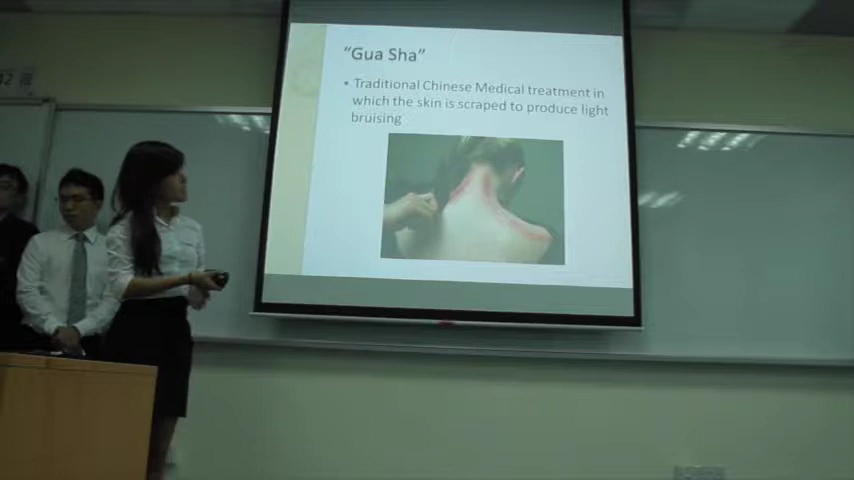 “Gua Sha”
• Traditional Chinese Medical treatment in
which the skin is scraped to produce light
bruising